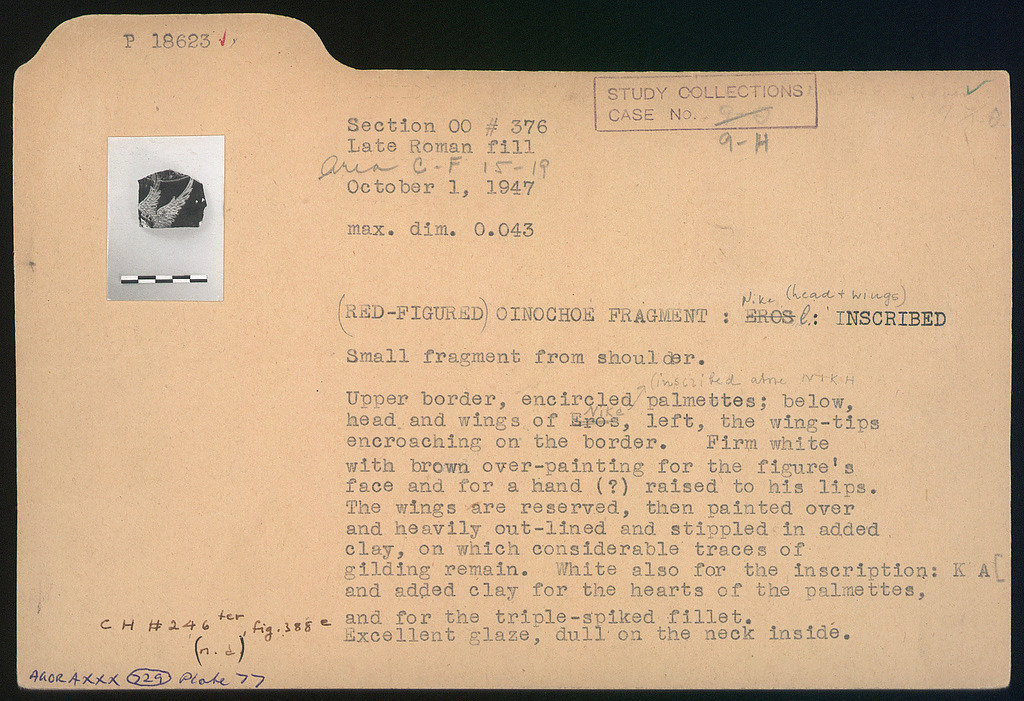 P 18623 ✓
STUDY COLLECTIONS
CASE No.
9-H
Section OO # 376
Late Roman fill
Area C-F 15-19
October 1, 1947
max. dim. 0.043
Nike (head + wings)
(RED-FIGURED) OINOCHOE FRAGMENT : EROS l.: INSCRIBED
Small fragment from shoulder.
(inscribed above NIKH
Upper border, encircled palmettes; below,
Nike
head and wings of Eros, left, the wing-tips
encroaching on the border. Firm white
with brown over-painting for the figure's
face and for a hand (?) raised to his lips.
The wings are reserved, then painted over
and heavily out-lined and stippled in added
clay, on which considerable traces of
gilding remain. White also for the inscription: K A[
and added clay for the hearts of the palmettes,
and for the triple-spiked fillet.
Excellent glaze, dull on the neck inside.
CH #246 ter, fig. 388 e
(n.d)
AGORA XXX 729 Plate 77